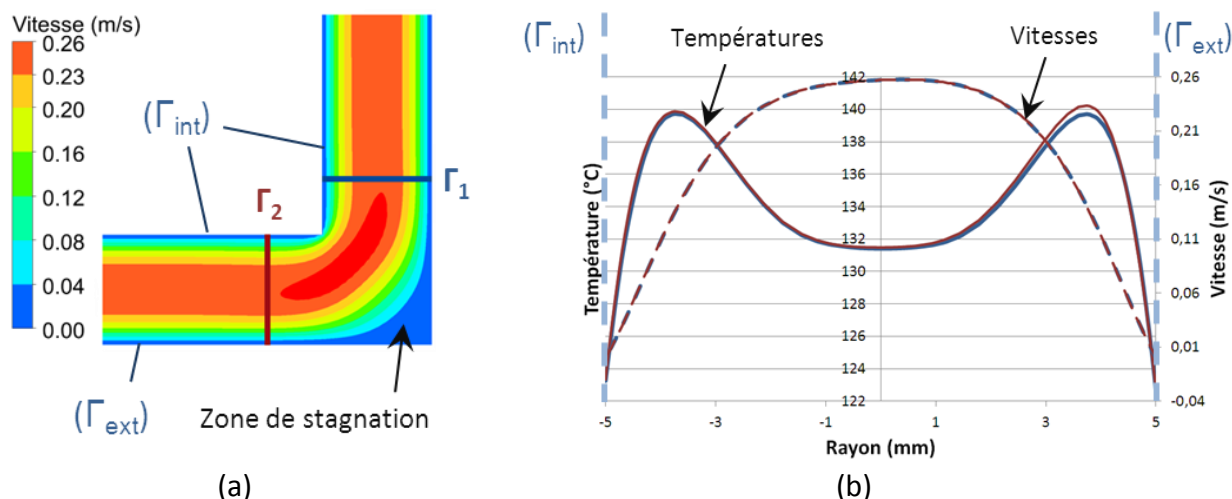 Vitesse (m/s)
0.26
0.23
0.20
0.16
0.12
0.08
0.04
0.00
(Γint)
Γ1
Γ2
(Γext)
Zone de stagnation
(a)
(Γint)
Températures
Vitesses
(Γext)
Température (°C)
142
140
138
136
134
132
130
128
126
124
122
0,26
0,21
0,16
0,11
0,06
0,01
-0,04
Vitesse (m/s)
-5
-3
-1
1
3
5
Rayon (mm)
(b)